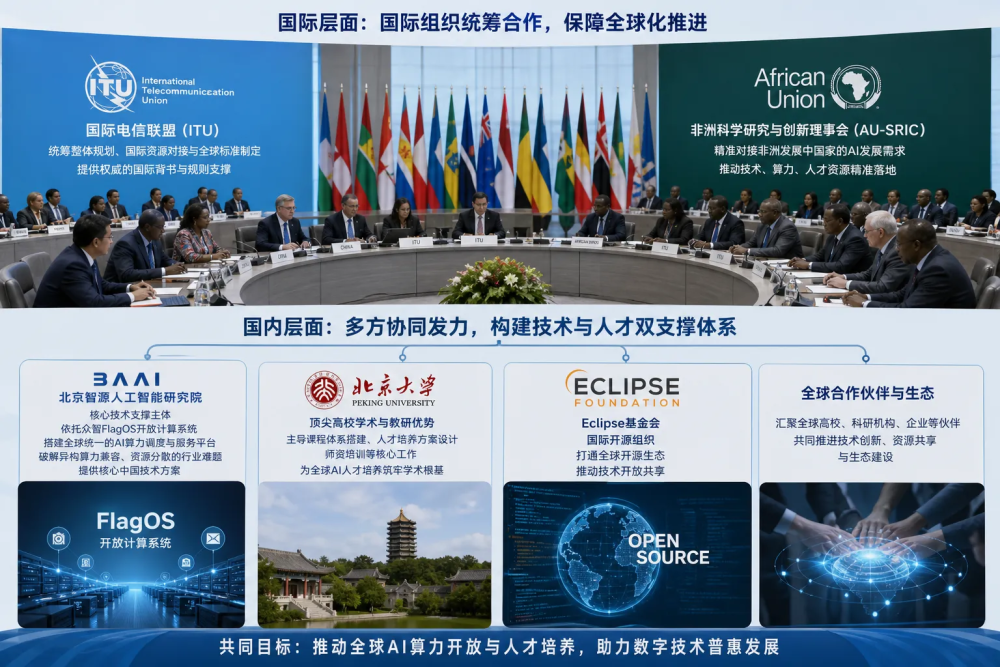 国际层面：国际组织统筹合作，保障全球化推进
ITU
International
Telecommunication
Union
国际电信联盟（ITU）
统筹整体规划、国际资源对接与全球标准制定
提供权威的国际背书与规则支撑
African
Union
非洲科学研究与创新理事会（AU-SRIC）
精准对接非洲发展中国家的AI发展需求
推动技术、算力、人才资源精准落地
CHINA
ITU
ITU
ITU
国内层面：多方协同发力，构建技术与人才双支撑体系
BAAI
北京智源人工智能研究院
核心技术支撑主体
依托众智FlagOS开放计算系统
搭建全球统一的AI算力调度与服务平台
破解异构算力兼容、资源分散的行业难题
提供核心中国技术方案
FlagOS
开放计算系统
北京大学
PEKING UNIVERSITY
顶尖高校学术与教研优势
主导课程体系搭建、人才培养方案设计
师资培训等核心工作
为全球AI人才培养筑牢学术根基
ECLIPSE
FOUNDATION
Eclipse基金会
国际开源组织
打通全球开源生态
推动技术开放共享
OPEN
SOURCE
全球合作伙伴与生态
汇聚全球高校、科研机构、企业等伙伴
共同推进技术创新、资源共享
与生态建设
共同目标：推动全球AI算力开放与人才培养，助力数字技术普惠发展